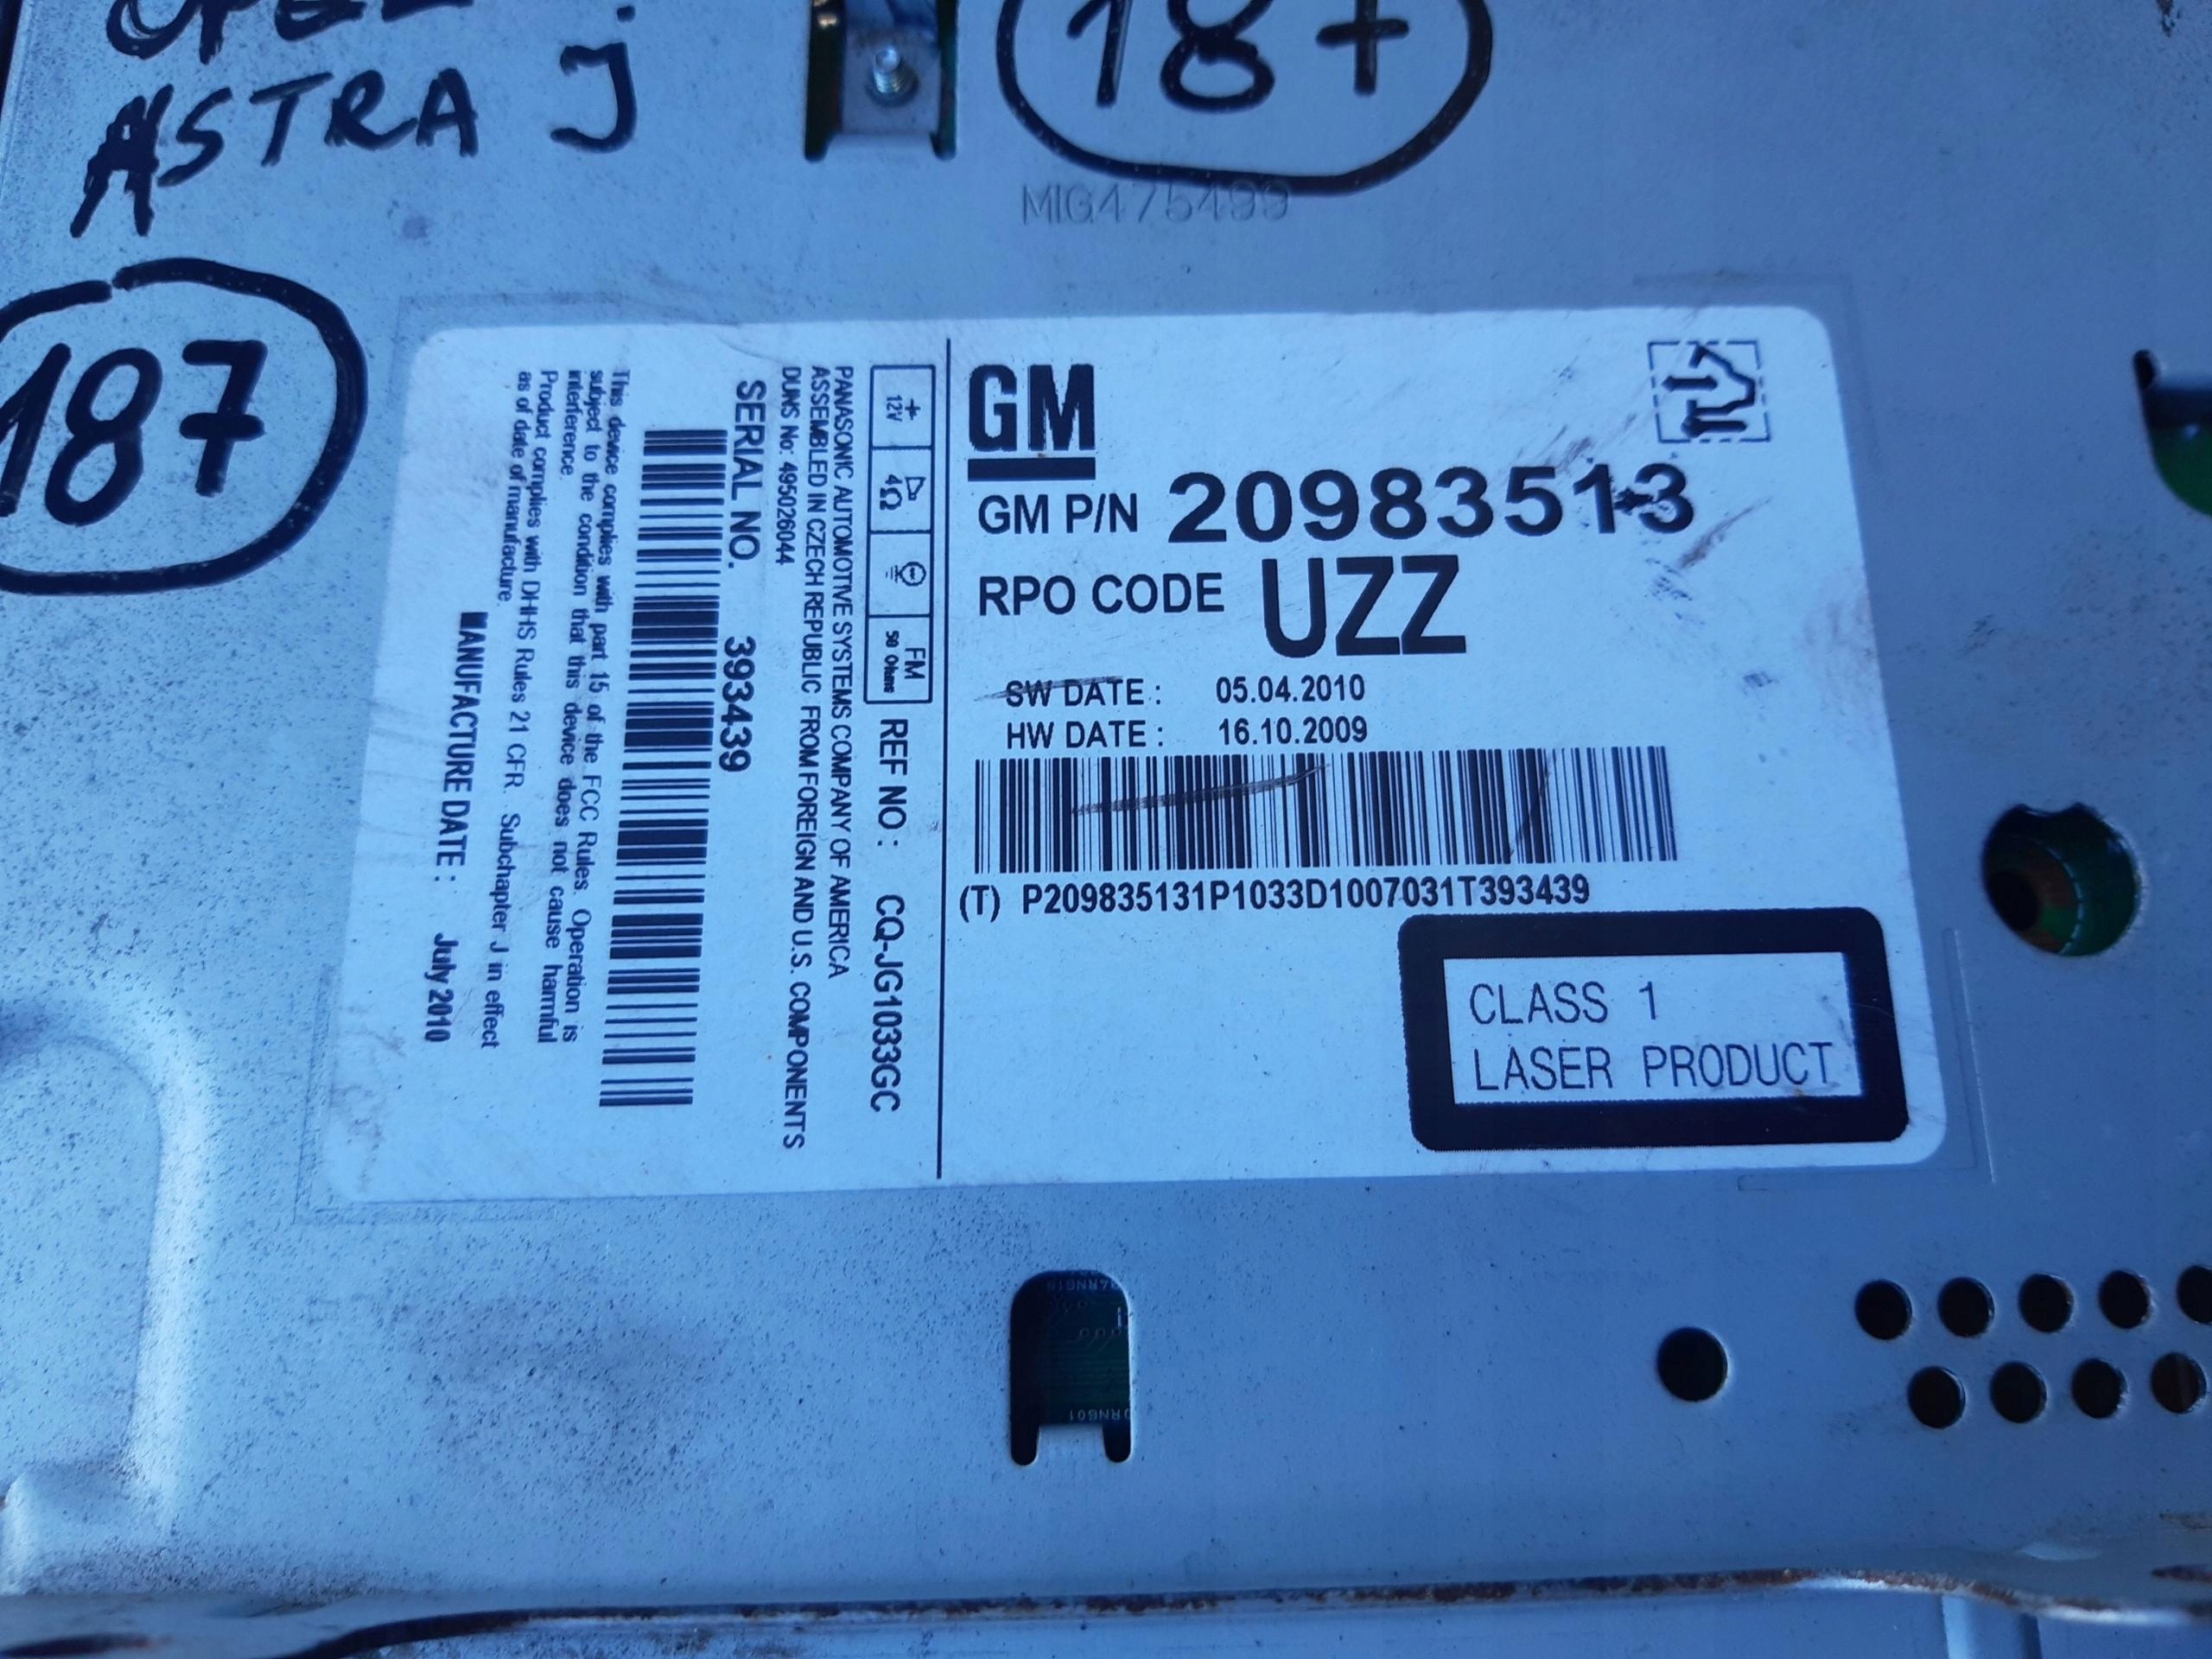 OPEL
ASTRA J
187
187
MIG475499
GM
GM P/N 20983513
RPO CODE UZZ
SW DATE : 05.04.2010
HW DATE : 16.10.2009
(T) P209835131P1033D1007031T393439
CLASS 1
LASER PRODUCT
+ 12V 4Ω FM 50 Ohms REF NO : CQ-JG1033GC
PANASONIC AUTOMOTIVE SYSTEMS COMPANY OF AMERICA
ASSEMBLED IN CZECH REPUBLIC FROM FOREIGN AND U.S. COMPONENTS
DUNS No: 495026044
SERIAL NO. 393439
This device complies with part 15 of the FCC Rules. Operation is
subject to the condition that this device does not cause harmful
interference.
Product complies with DHHS Rules 21 CFR. Subchapter J in effect
as of date of manufacture.
MANUFACTURE DATE : July 2010